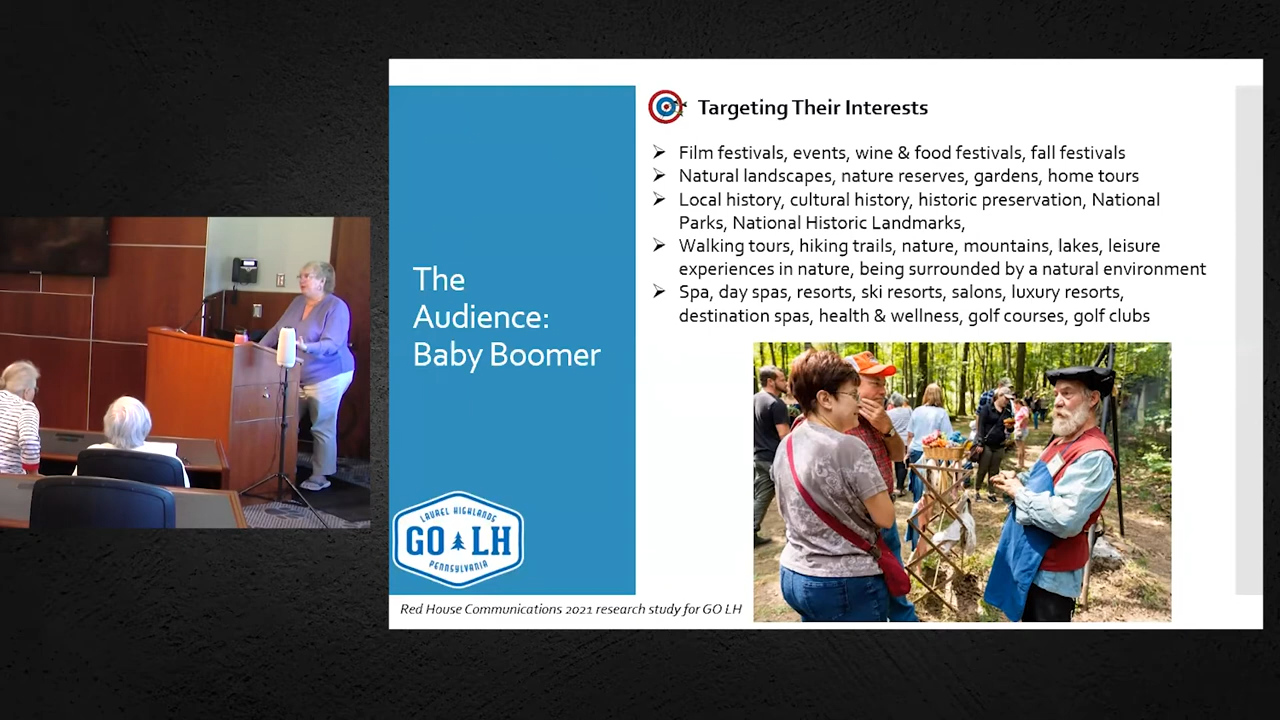 Targeting Their Interests
Film festivals, events, wine & food festivals, fall festivals
Natural landscapes, nature reserves, gardens, home tours
Local history, cultural history, historic preservation, National
Parks, National Historic Landmarks,
Walking tours, hiking trails, nature, mountains, lakes, leisure
experiences in nature, being surrounded by a natural environment
Spa, day spas, resorts, ski resorts, salons, luxury resorts,
destination spas, health & wellness, golf courses, golf clubs
The
Audience:
Baby Boomer
LAUREL HIGHLANDS
GO LH
PENNSYLVANIA
Red House Communications 2021 research study for GO LH